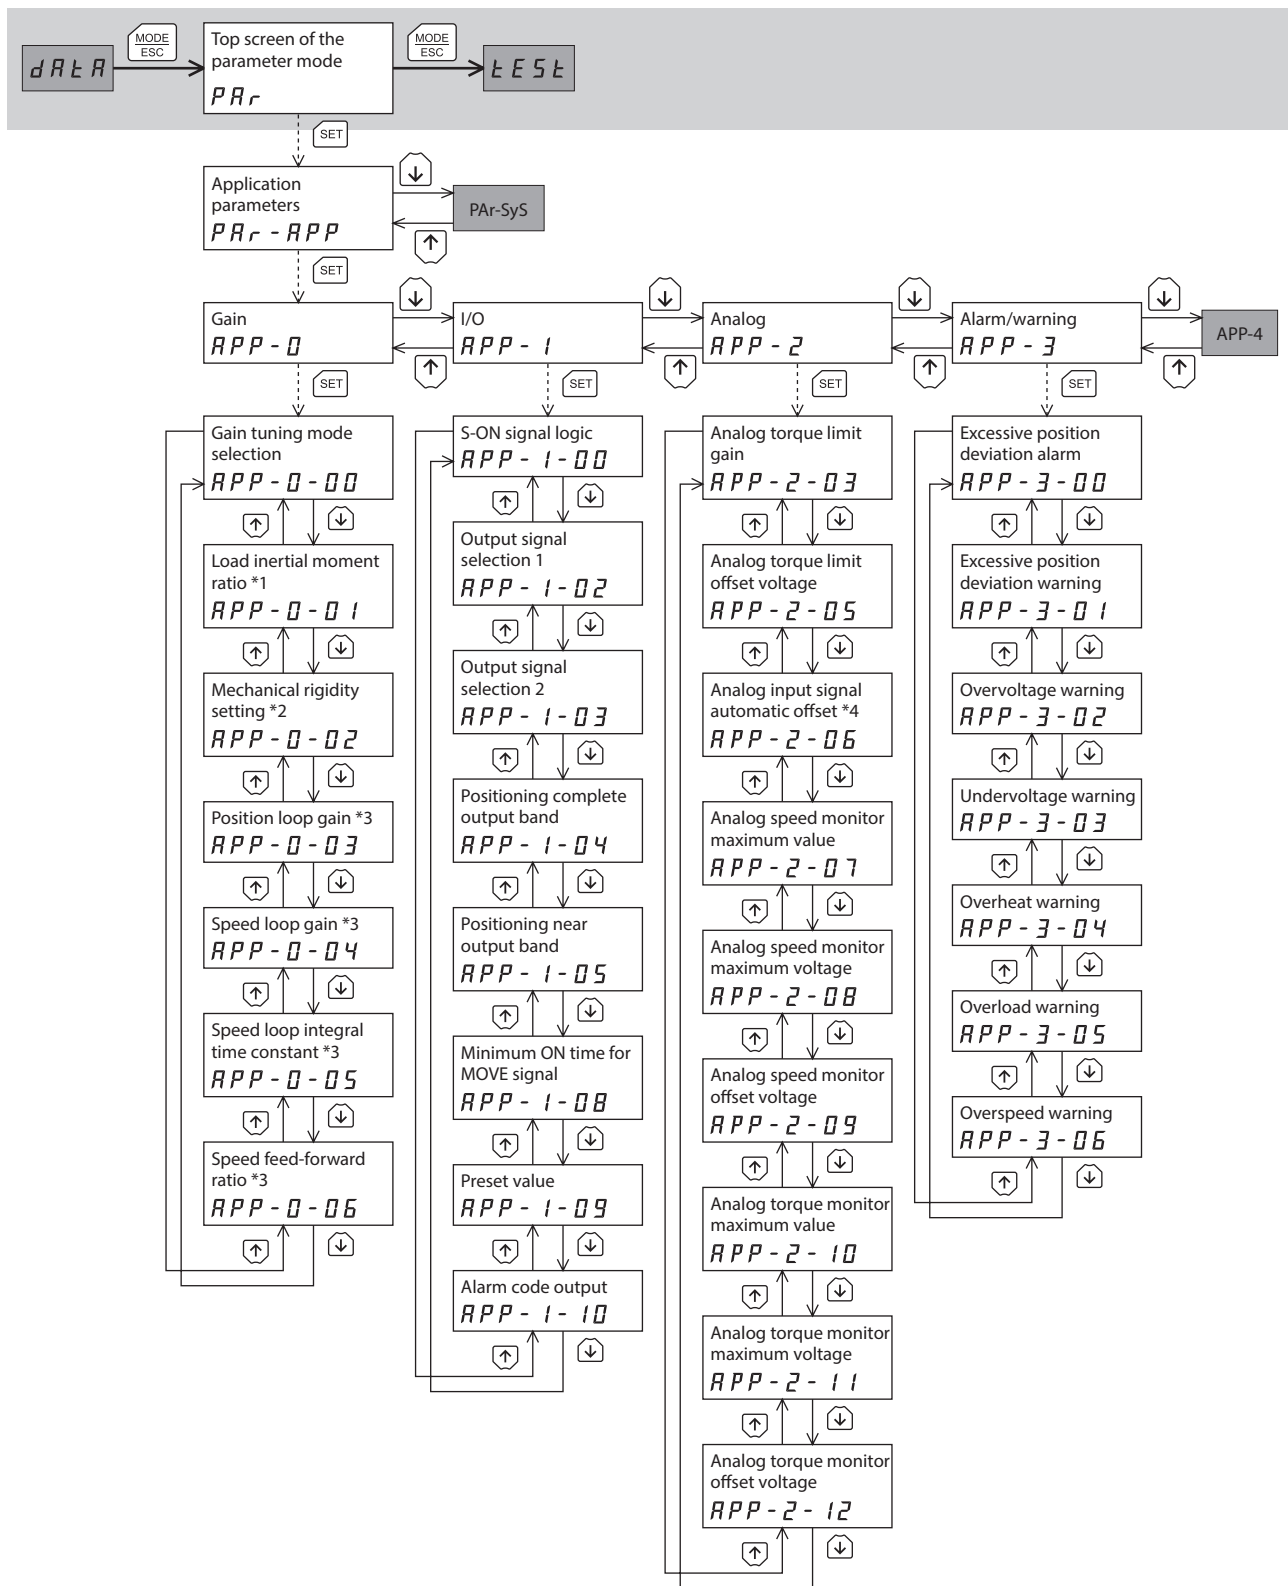 MODE
ESC
Top screen of the
parameter mode
PAr
MODE
ESC
dAtA
tESt
SET
Application
parameters
PAr-APP
PAr-SyS
SET
Gain
APP-0
I/O
APP-1
Analog
APP-2
Alarm/warning
APP-3
APP-4
SET
SET
SET
SET
Gain tuning mode
selection
APP-0-00
Load inertial moment
ratio *1
APP-0-01
Mechanical rigidity
setting *2
APP-0-02
Position loop gain *3
APP-0-03
Speed loop gain *3
APP-0-04
Speed loop integral
time constant *3
APP-0-05
Speed feed-forward
ratio *3
APP-0-06
S-ON signal logic
APP-1-00
Output signal
selection 1
APP-1-02
Output signal
selection 2
APP-1-03
Positioning complete
output band
APP-1-04
Positioning near
output band
APP-1-05
Minimum ON time for
MOVE signal
APP-1-08
Preset value
APP-1-09
Alarm code output
APP-1-10
Analog torque limit
gain
APP-2-03
Analog torque limit
offset voltage
APP-2-05
Analog input signal
automatic offset *4
APP-2-06
Analog speed monitor
maximum value
APP-2-07
Analog speed monitor
maximum voltage
APP-2-08
Analog speed monitor
offset voltage
APP-2-09
Analog torque monitor
maximum value
APP-2-10
Analog torque monitor
maximum voltage
APP-2-11
Analog torque monitor
offset voltage
APP-2-12
Excessive position
deviation alarm
APP-3-00
Excessive position
deviation warning
APP-3-01
Overvoltage warning
APP-3-02
Undervoltage warning
APP-3-03
Overheat warning
APP-3-04
Overload warning
APP-3-05
Overspeed warning
APP-3-06